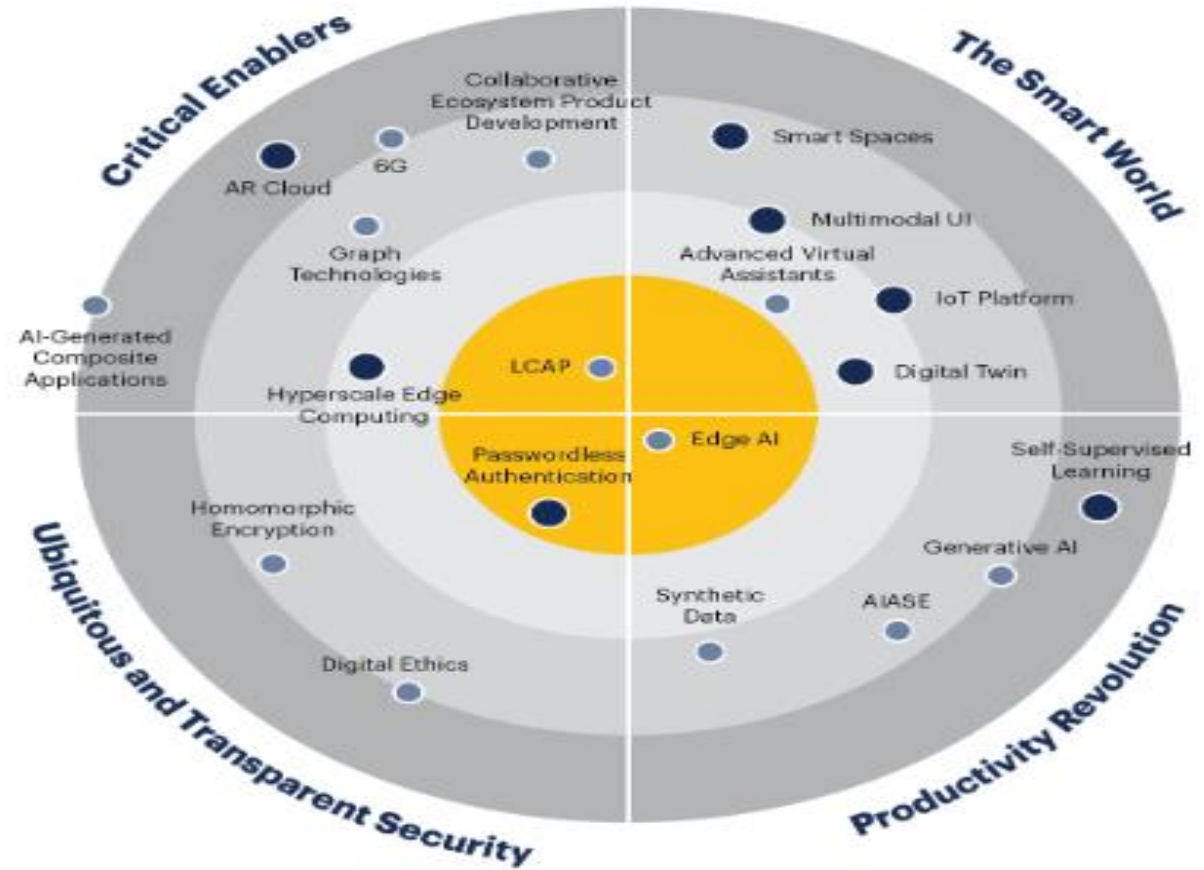 Critical Enablers
The Smart World
Collaborative
Ecosystem Product
Development
6G
AR Cloud
Smart Spaces
Multimodal UI
Graph
Technologies
Advanced Virtual
Assistants
IoT Platform
AI-Generated
Composite
Applications
LCAP
Digital Twin
Hyperscale Edge
Computing
Edge AI
Passwordless
Authentication
Self-Supervised
Learning
Homomorphic
Encryption
Generative AI
Synthetic
Data
AIASE
Digital Ethics
Ubiquitous and Transparent Security
Productivity Revolution